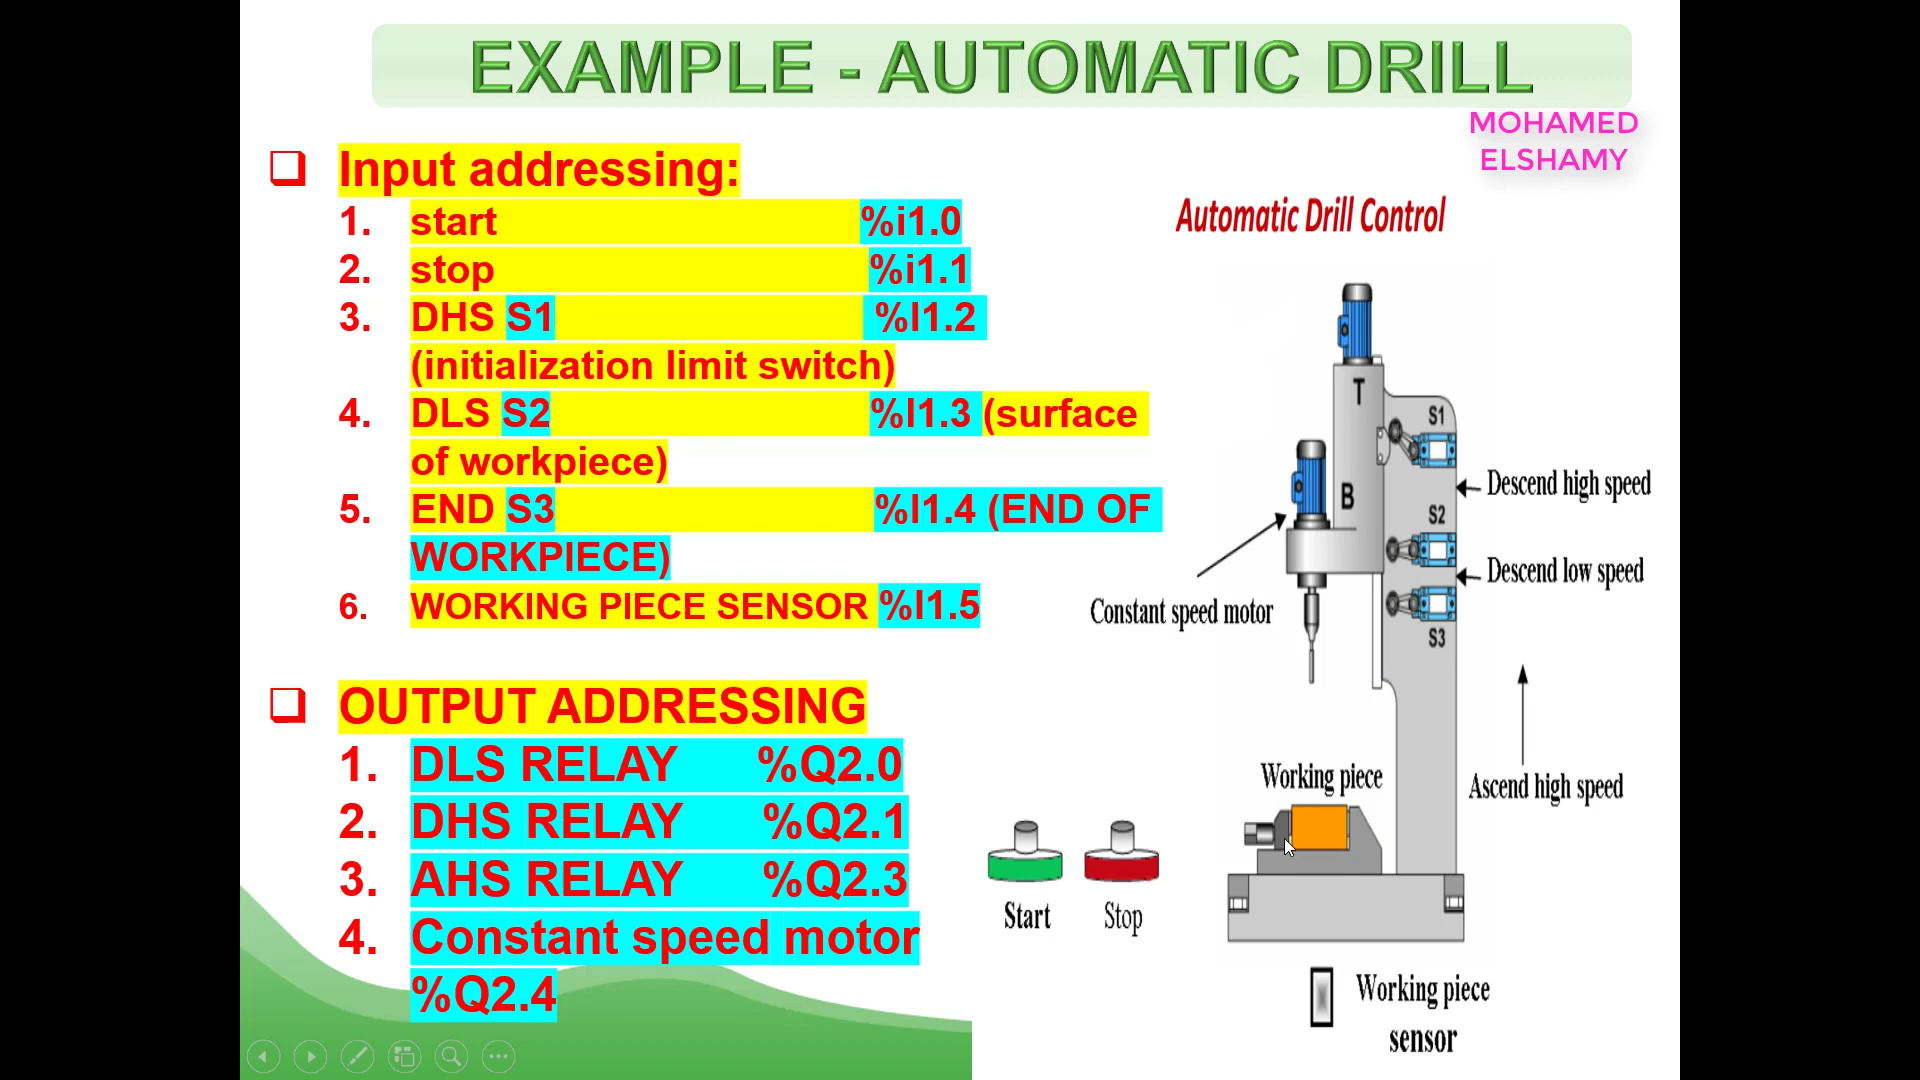 EXAMPLE - AUTOMATIC DRILL
MOHAMED
ELSHAMY
Input addressing:
1. start %i1.0
2. stop %i1.1
3. DHS S1 %I1.2
(initialization limit switch)
4. DLS S2 %I1.3 (surface
of workpiece)
5. END S3 %I1.4 (END OF
WORKPIECE)
6. WORKING PIECE SENSOR %I1.5
OUTPUT ADDRESSING
1. DLS RELAY %Q2.0
2. DHS RELAY %Q2.1
3. AHS RELAY %Q2.3
4. Constant speed motor
%Q2.4
Automatic Drill Control
T
S1
Descend high speed
B
S2
Descend low speed
Constant speed motor
S3
Working piece
Ascend high speed
Start
Stop
Working piece
sensor